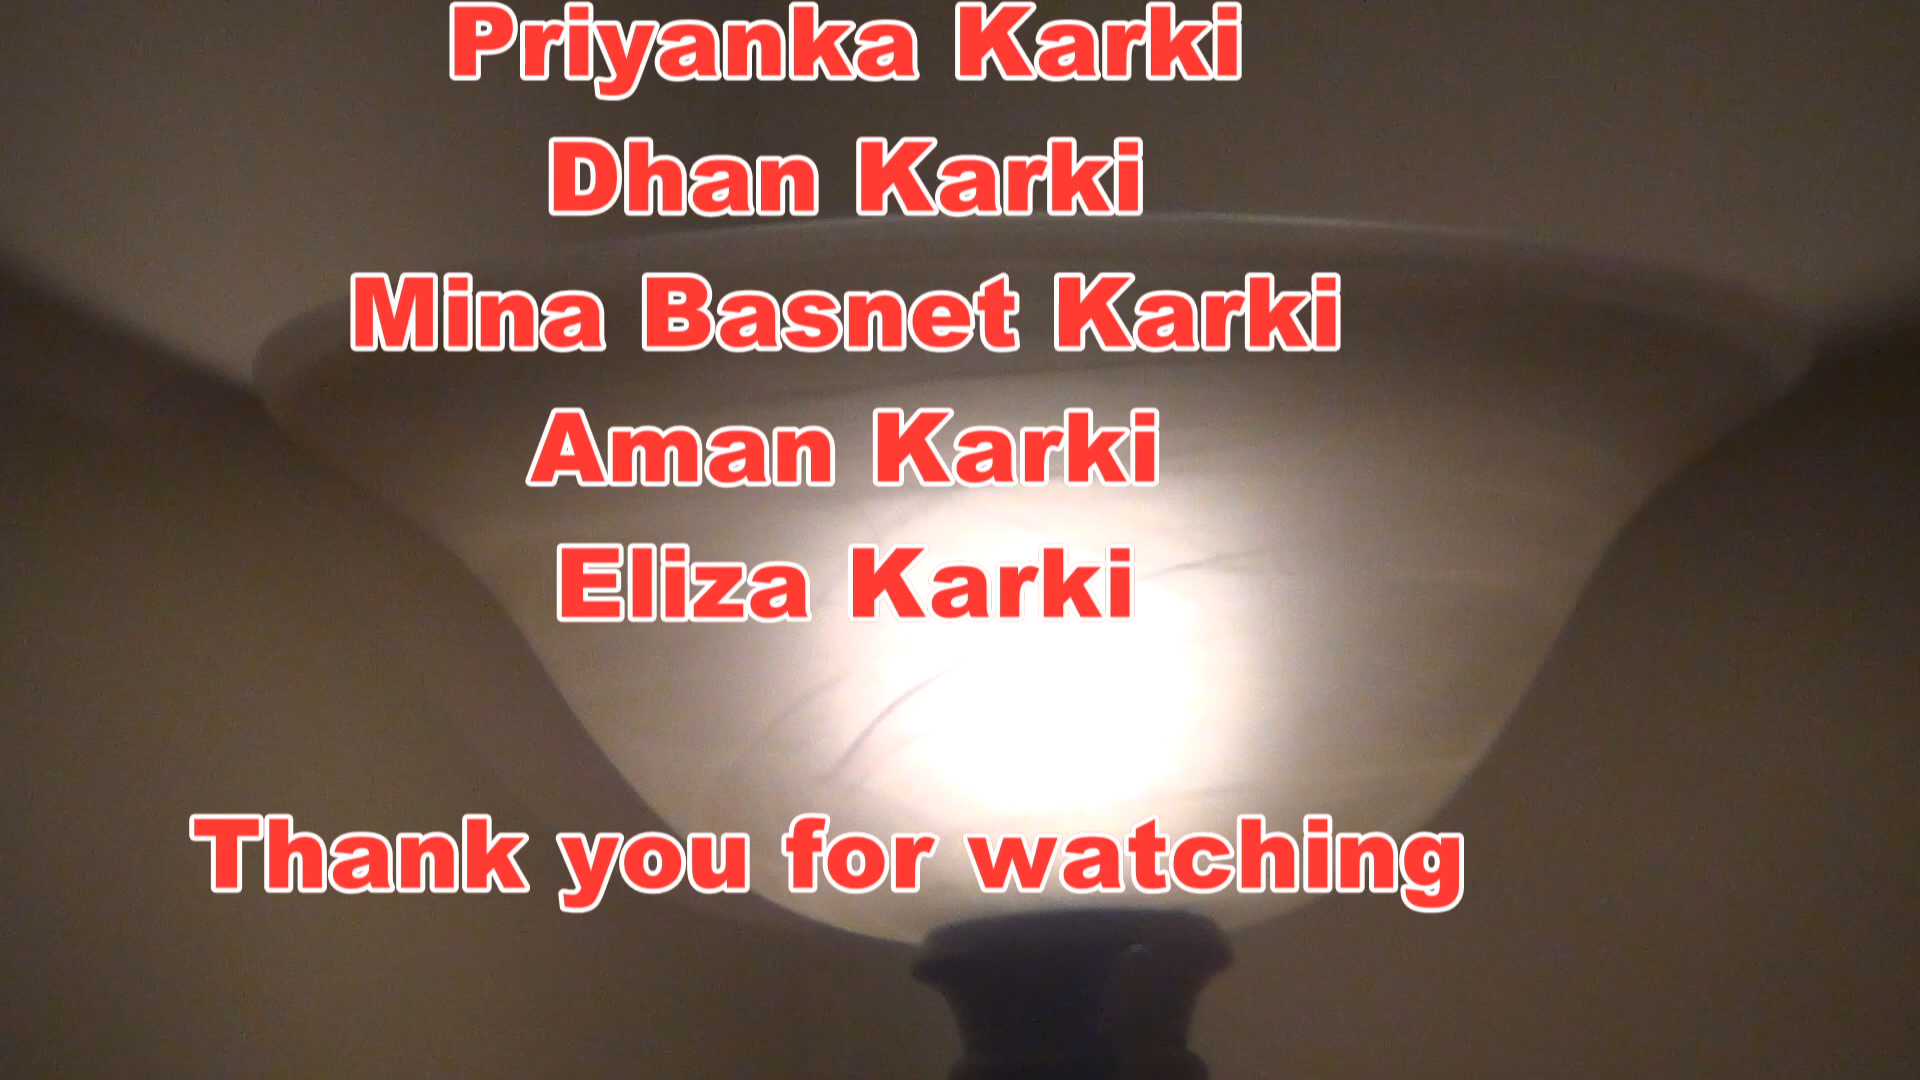 Priyanka Karki
Dhan Karki
Mina Basnet Karki
Aman Karki
Eliza Karki
Thank you for watching